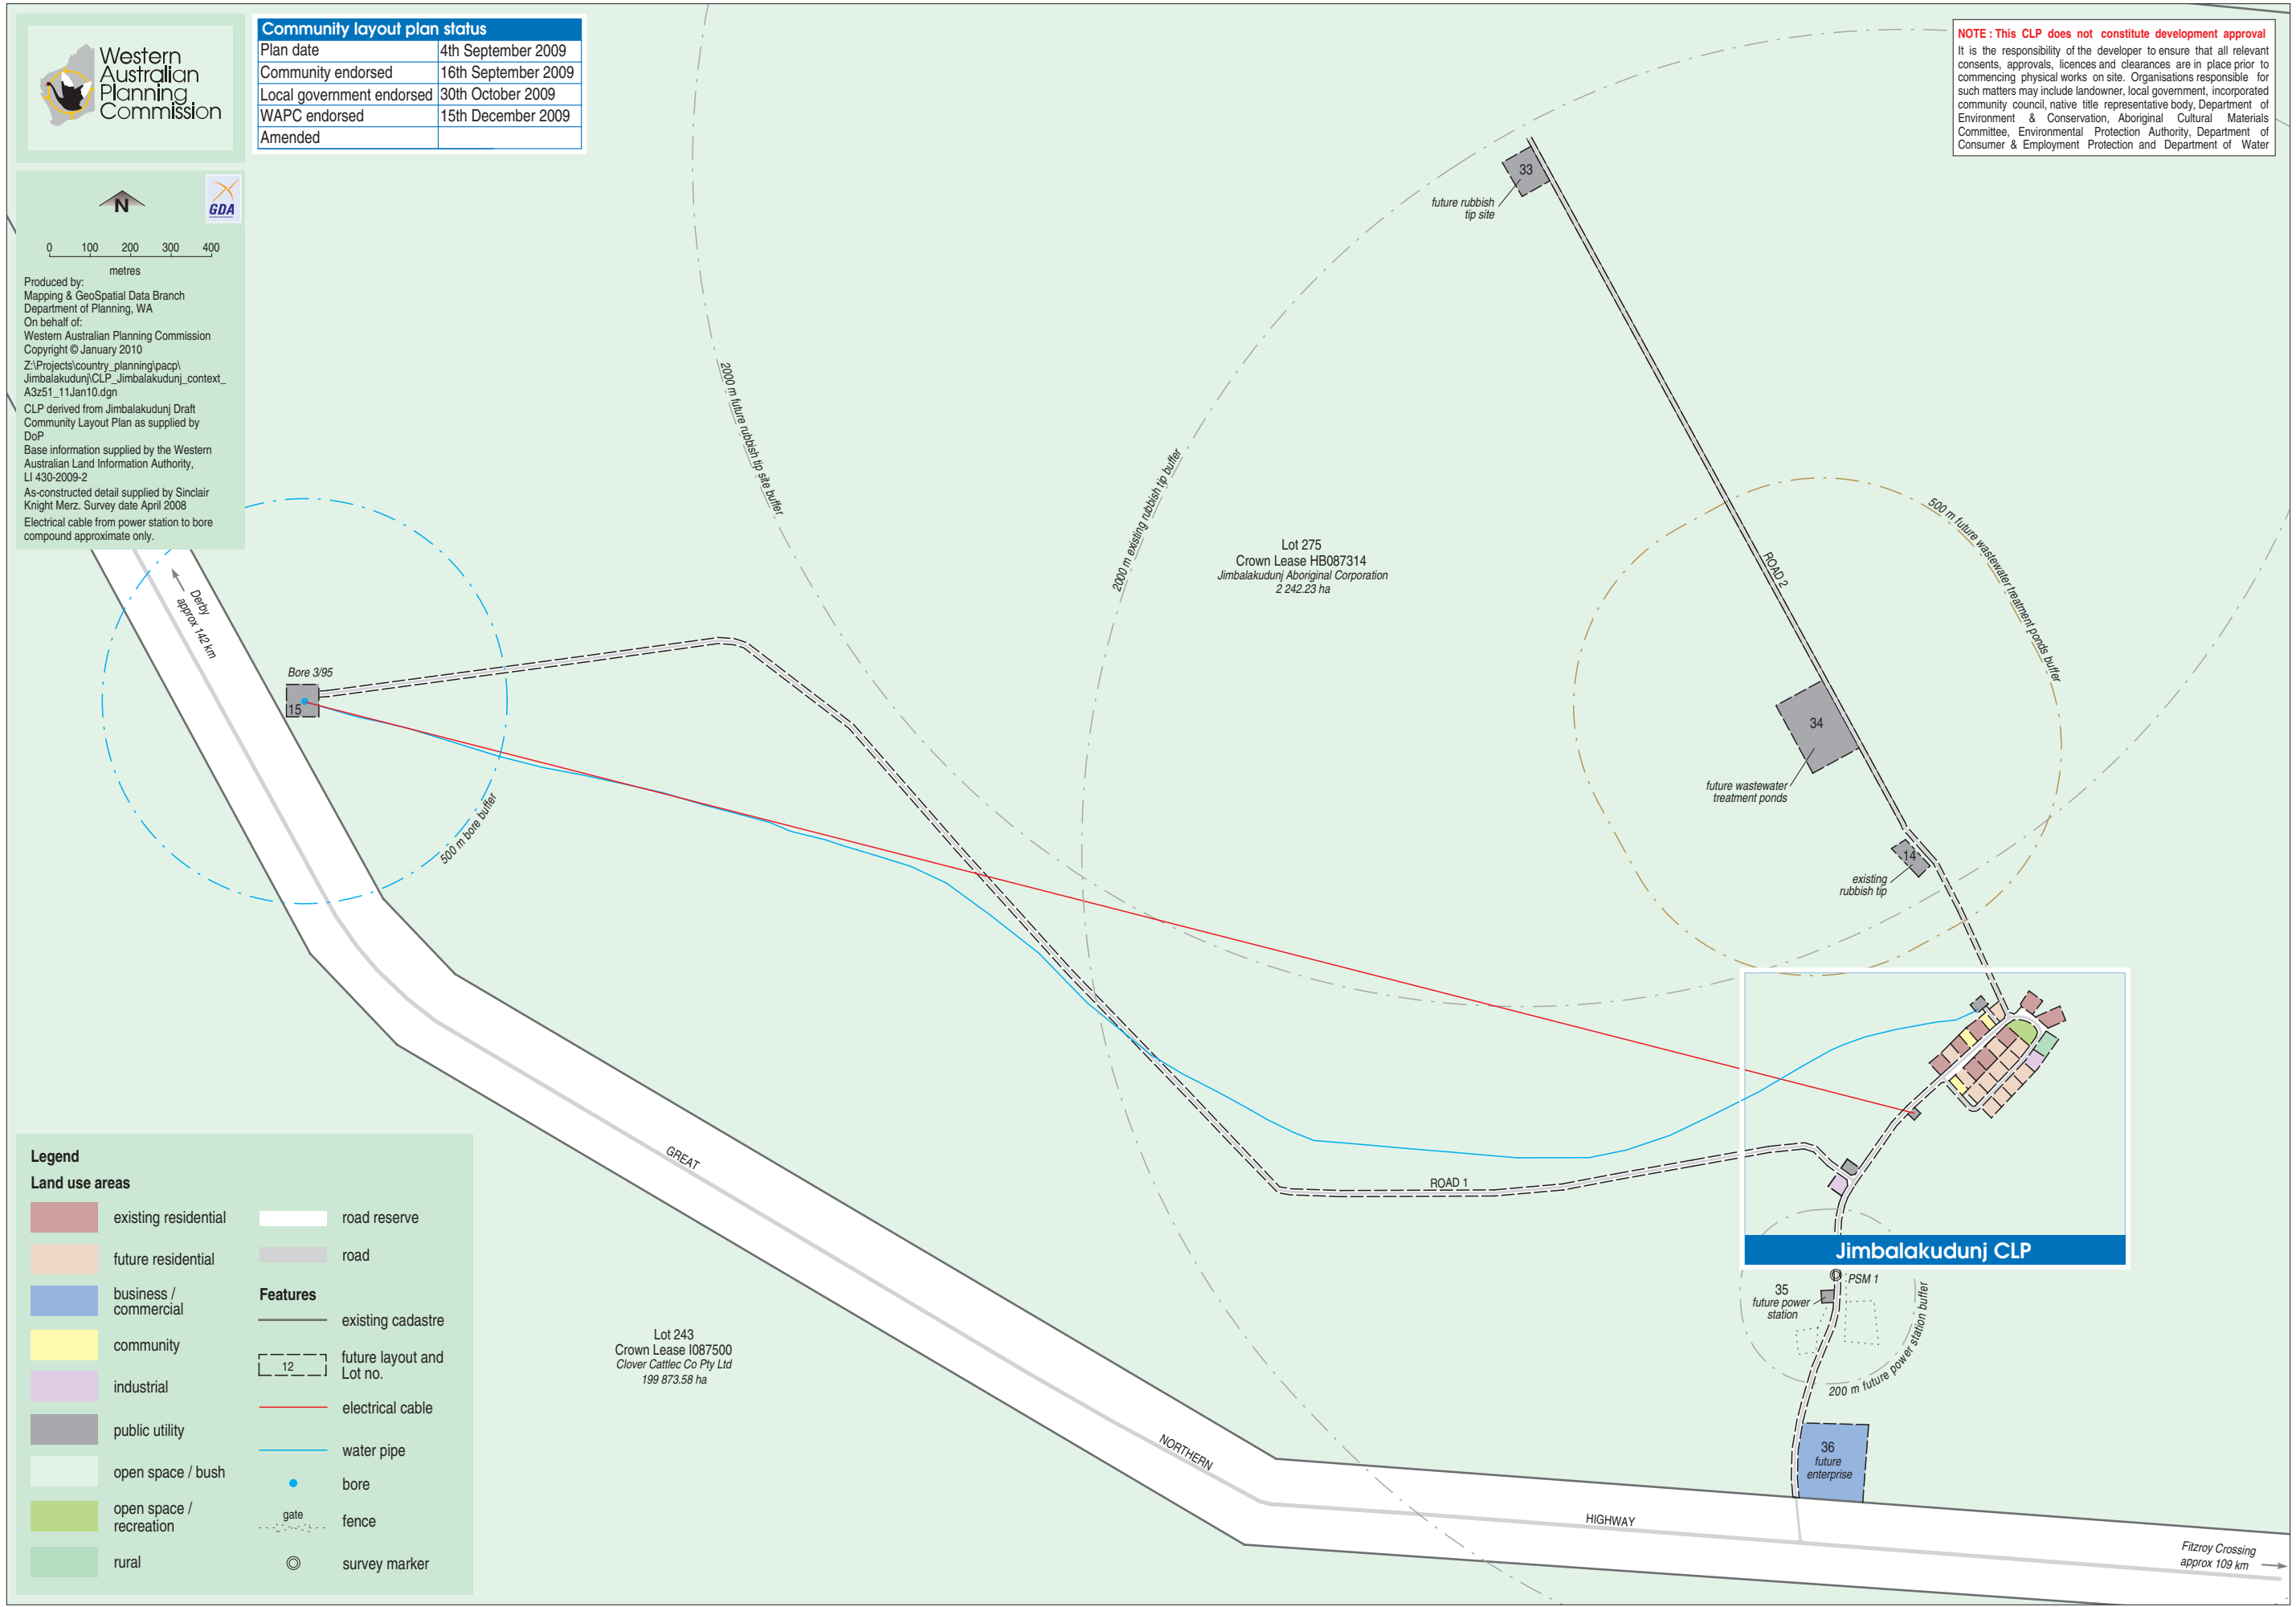 Western
Australian
Planning
Commission
Community layout plan status
Plan date 4th September 2009
Community endorsed 16th September 2009
Local government endorsed 30th October 2009
WAPC endorsed 15th December 2009
Amended
NOTE : This CLP does not constitute development approval
It is the responsibility of the developer to ensure that all relevant
consents, approvals, licences and clearances are in place prior to
commencing physical works on site. Organisations responsible for
such matters may include landowner, local government, incorporated
community council, native title representative body, Department of
Environment & Conservation, Aboriginal Cultural Materials
Committee, Environmental Protection Authority, Department of
Consumer & Employment Protection and Department of Water
N
GDA
0 100 200 300 400
metres
Produced by:
Mapping & GeoSpatial Data Branch
Department of Planning, WA
On behalf of:
Western Australian Planning Commission
Copyright © January 2010
Z:\Projects\country_planning\pacp\
Jimbalakudunj\CLP_Jimbalakudunj_context_
A3z51_11Jan10.dgn
CLP derived from Jimbalakudunj Draft
Community Layout Plan as supplied by
DoP
Base information supplied by the Western
Australian Land Information Authority,
LI 430-2009-2
As-constructed detail supplied by Sinclair
Knight Merz. Survey date April 2008
Electrical cable from power station to bore
compound approximate only.
33
future rubbish
tip site
2000 m future rubbish tip site buffer
2000 m existing rubbish tip buffer
500 m future wastewater treatment ponds buffer
Lot 275
Crown Lease HB087314
Jimbalakudunj Aboriginal Corporation
2 242.23 ha
ROAD 2
Derby
approx 142 km
Bore 3/95
15
34
future wastewater
treatment ponds
500 m bore buffer
14
existing
rubbish tip
GREAT
ROAD 1
Jimbalakudunj CLP
PSM 1
35
future power
station
200 m future power station buffer
Lot 243
Crown Lease I087500
Clover Cattlec Co Pty Ltd
199 873.58 ha
NORTHERN
36
future
enterprise
HIGHWAY
Fitzroy Crossing
approx 109 km
Legend
Land use areas
existing residential
future residential
business /
commercial
community
industrial
public utility
open space / bush
open space /
recreation
rural
road reserve
road
Features
existing cadastre
12
future layout and
Lot no.
electrical cable
water pipe
bore
gate
fence
survey marker